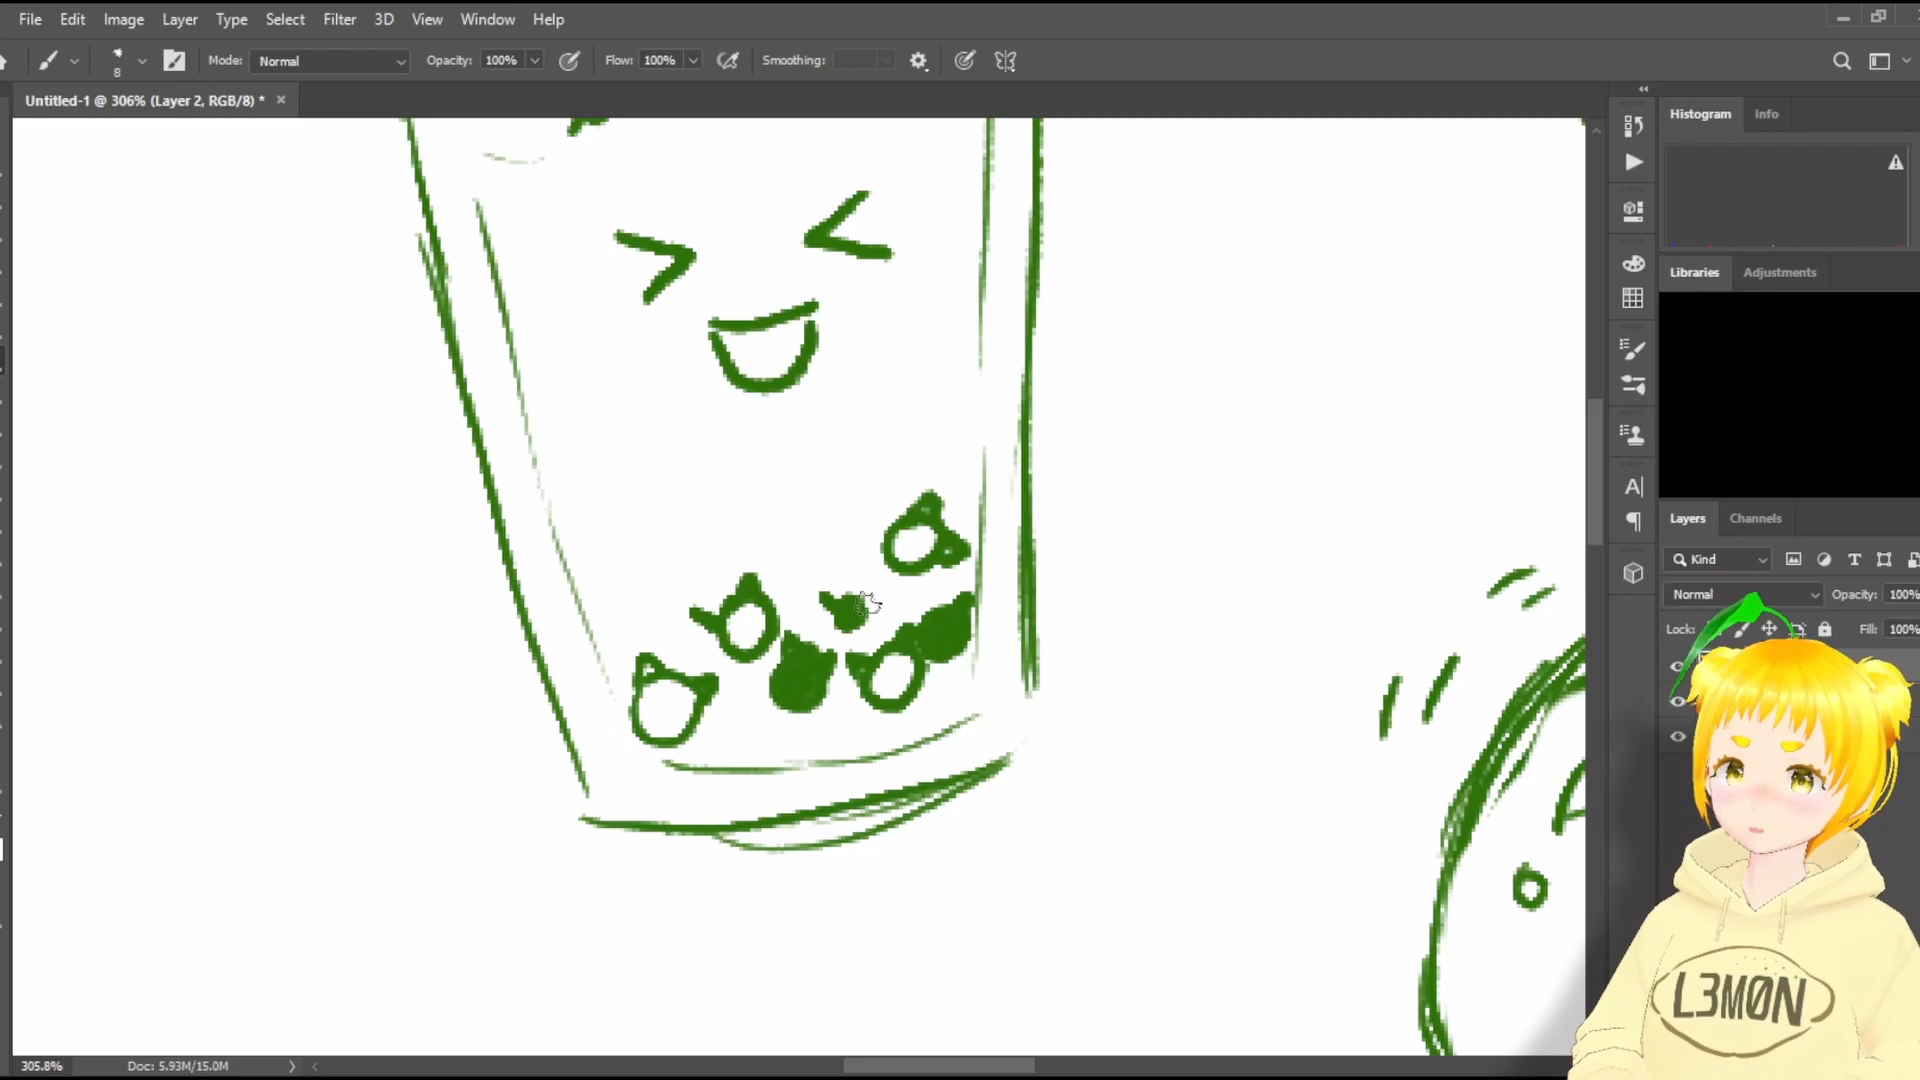 File Edit Image Layer Type Select Filter 3D View Window Help
8 Mode: Normal Opacity: 100% Flow: 100% Smoothing:
Untitled-1 @ 306% (Layer 2, RGB/8) *
Histogram Info
Libraries Adjustments
Layers Channels
Kind
Normal Opacity: 100%
Lock: Fill: 100%
L3MØN
305.8% Doc: 5.93M/15.0M